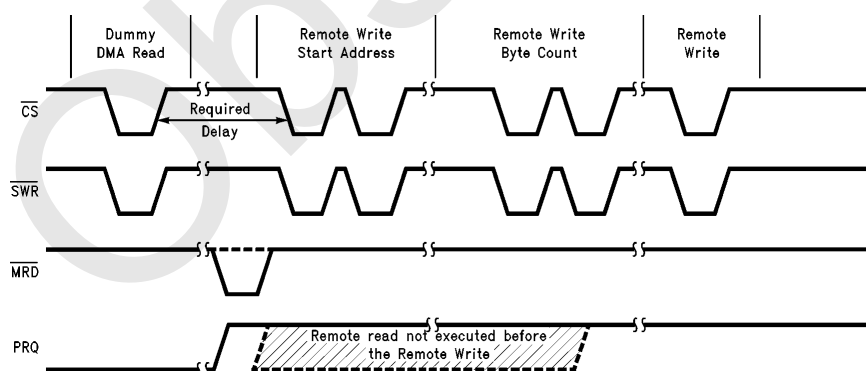 Dummy
DMA Read
Remote Write
Start Address
Remote Write
Byte Count
Remote
Write
CS
Required
Delay
SWR
MRD
PRQ
Remote read not executed before
the Remote Write